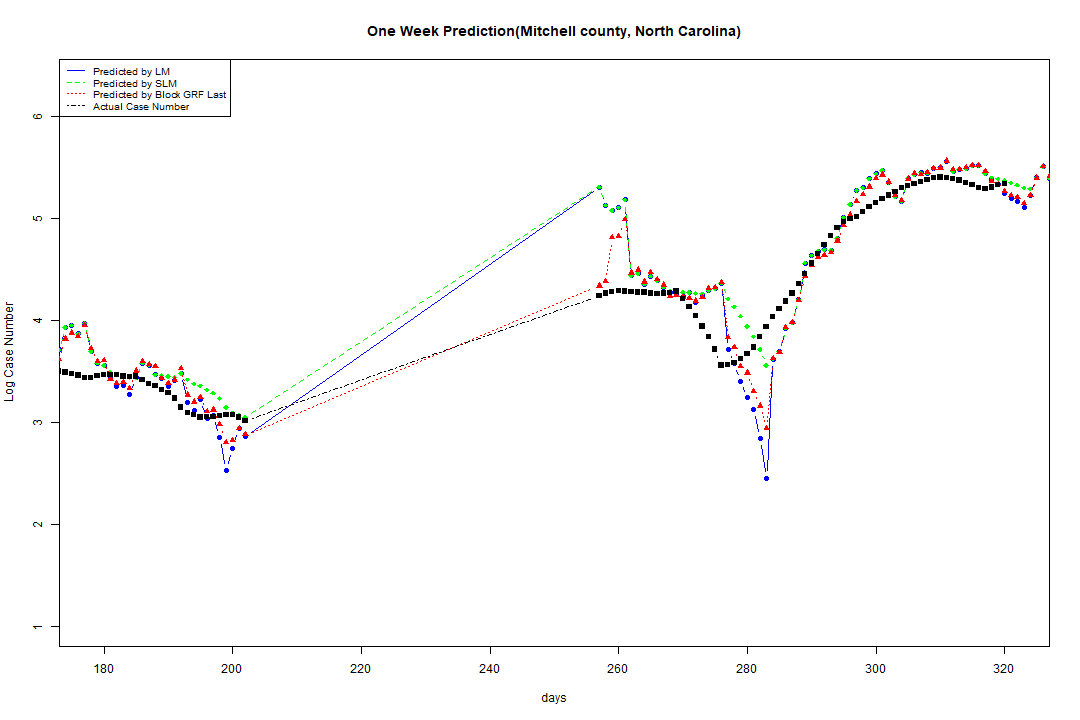 One Week Prediction(Mitchell county, North Carolina)
Predicted by LM
Predicted by SLM
Predicted by Block GRF Last
Actual Case Number
6
5
4
3
2
1
Log Case Number
180 200 220 240 260 280 300 320
days